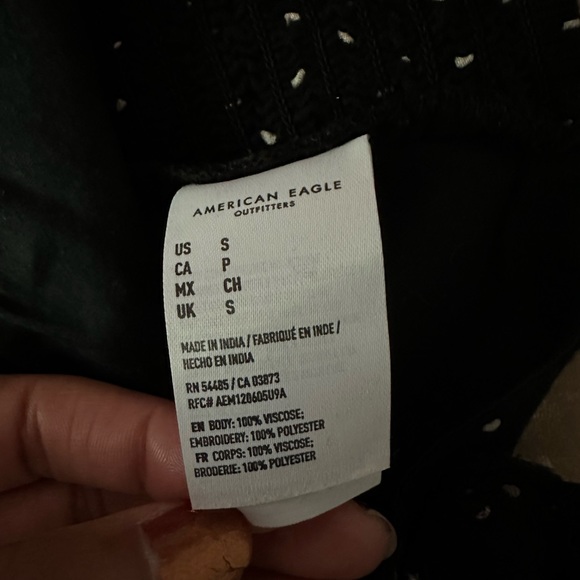 AMERICAN EAGLE
OUTFITTERS
US S
CA P
MX CH
UK S
MADE IN INDIA / FABRIQUÉ EN INDE /
HECHO EN INDIA
RN 54485 / CA 03873
RFC# AEM120605U9A
EN BODY: 100% VISCOSE;
EMBROIDERY: 100% POLYESTER
FR CORPS: 100% VISCOSE;
BRODERIE: 100% POLYESTER